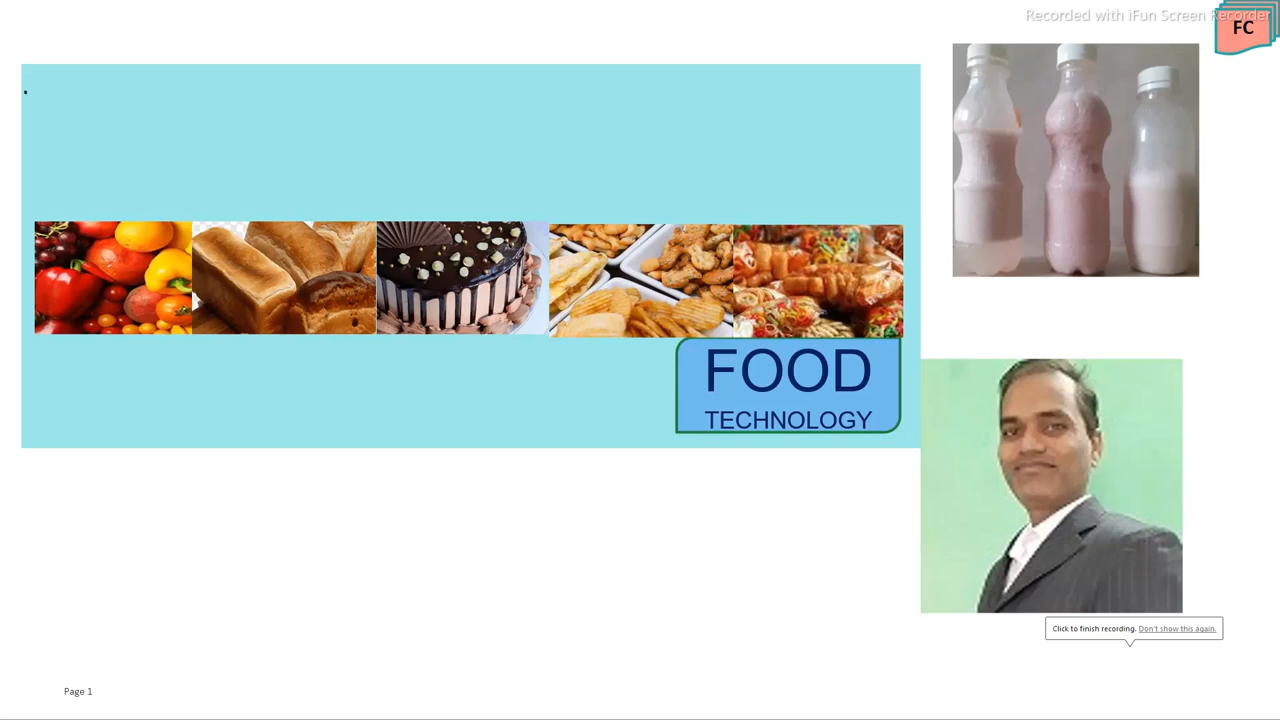 Recorded with iFun Screen Recorder
FC
.
FOOD
TECHNOLOGY
Click to finish recording. Don't show this again.
Page 1